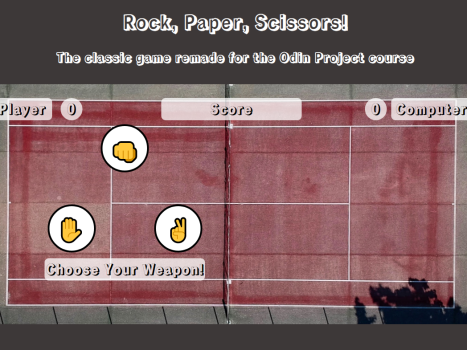 Rock, Paper, Scissors!
The classic game remade for the Odin Project course
Player 0 Score 0 Computer
Choose Your Weapon!